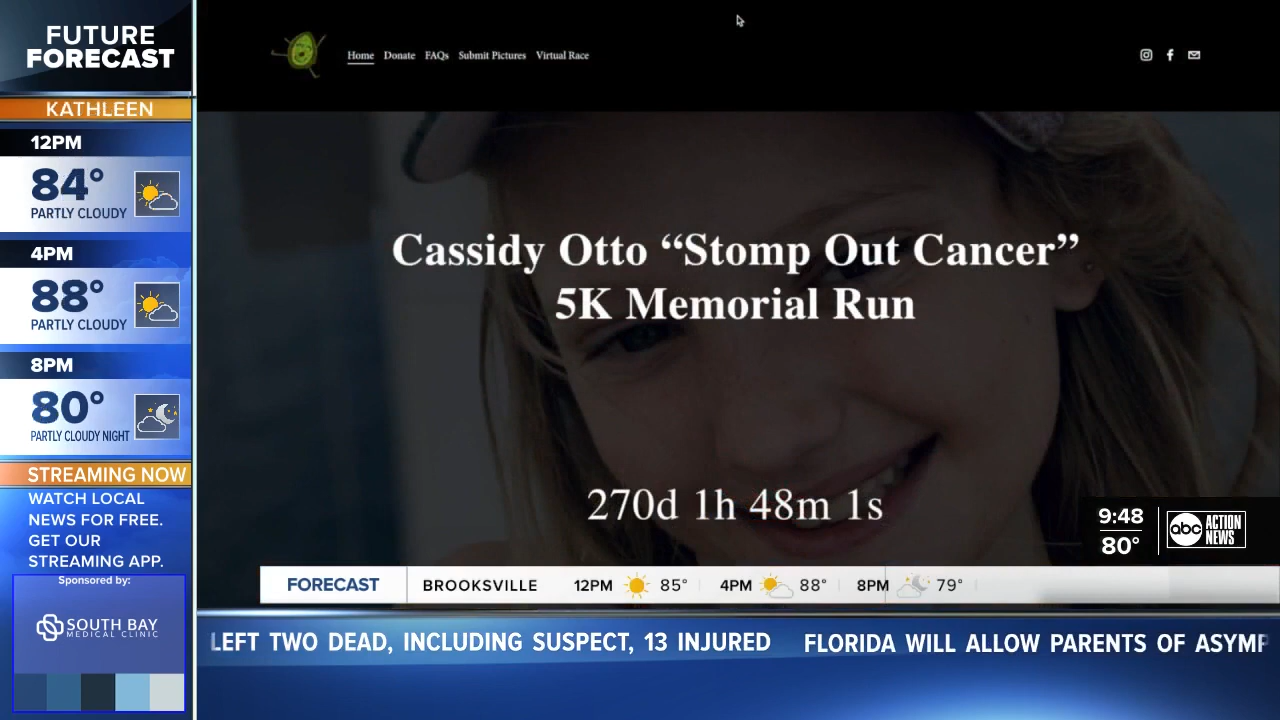 FUTURE
FORECAST
KATHLEEN
12PM
84°
PARTLY CLOUDY
4PM
88°
PARTLY CLOUDY
8PM
80°
PARTLY CLOUDY NIGHT
STREAMING NOW
WATCH LOCAL
NEWS FOR FREE.
GET OUR
STREAMING APP.
Sponsored by:
SOUTH BAY
MEDICAL CLINIC
Home Donate FAQs Submit Pictures Virtual Race
Cassidy Otto “Stomp Out Cancer”
5K Memorial Run
270d 1h 48m 1s
9:48
80°
abc ACTION
NEWS
FORECAST BROOKSVILLE 12PM 85° 4PM 88° 8PM 79°
LEFT TWO DEAD, INCLUDING SUSPECT, 13 INJURED FLORIDA WILL ALLOW PARENTS OF ASYMP